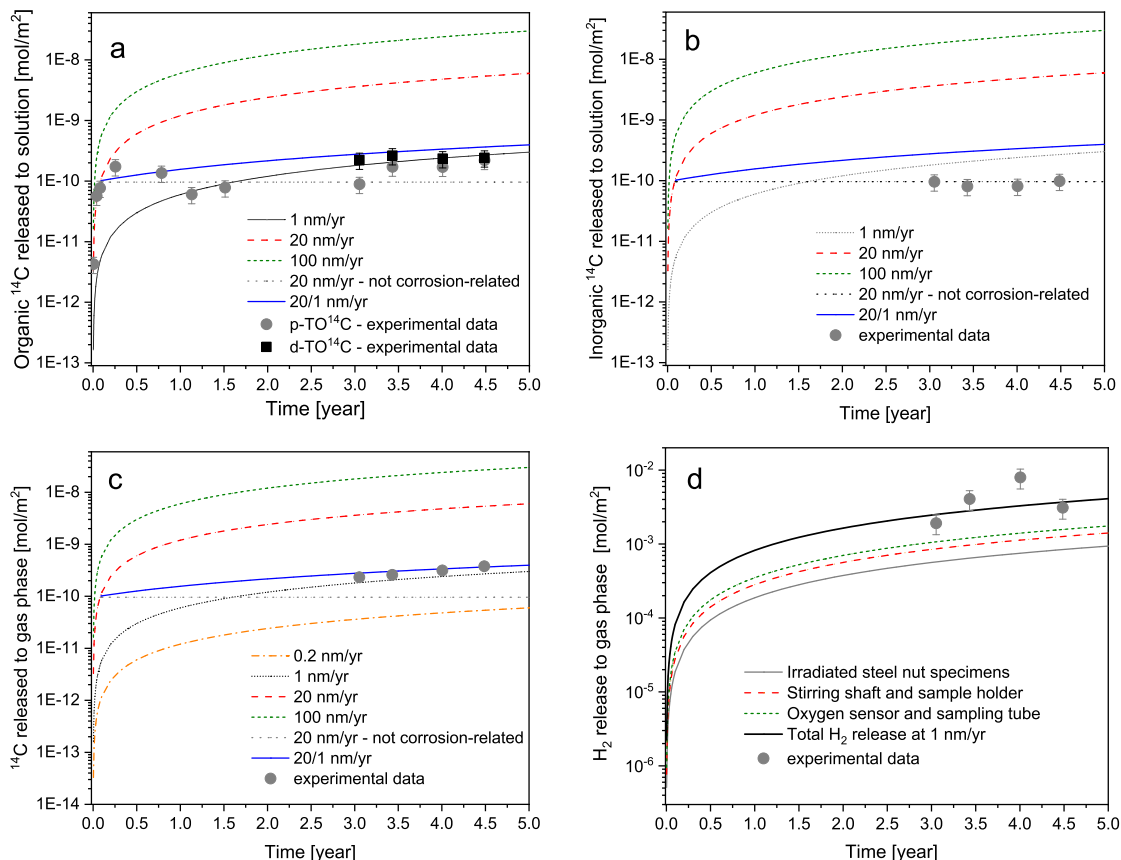 a
Organic ¹⁴C released to solution [mol/m²]
1E-8
1E-9
1E-10
1E-11
1E-12
1E-13
1 nm/yr
20 nm/yr
100 nm/yr
20 nm/yr - not corrosion-related
20/1 nm/yr
p-TO¹⁴C - experimental data
d-TO¹⁴C - experimental data
0.0 0.5 1.0 1.5 2.0 2.5 3.0 3.5 4.0 4.5 5.0
Time [year]
b
Inorganic ¹⁴C released to solution [mol/m²]
1E-8
1E-9
1E-10
1E-11
1E-12
1E-13
1 nm/yr
20 nm/yr
100 nm/yr
20 nm/yr - not corrosion-related
20/1 nm/yr
experimental data
0.0 0.5 1.0 1.5 2.0 2.5 3.0 3.5 4.0 4.5 5.0
Time [year]
c
¹⁴C released to gas phase [mol/m²]
1E-8
1E-9
1E-10
1E-11
1E-12
1E-13
1E-14
0.2 nm/yr
1 nm/yr
20 nm/yr
100 nm/yr
20 nm/yr - not corrosion-related
20/1 nm/yr
experimental data
0.0 0.5 1.0 1.5 2.0 2.5 3.0 3.5 4.0 4.5 5.0
Time [year]
d
H₂ release to gas phase [mol/m²]
10⁻²
10⁻³
10⁻⁴
10⁻⁵
10⁻⁶
Irradiated steel nut specimens
Stirring shaft and sample holder
Oxygen sensor and sampling tube
Total H₂ release at 1 nm/yr
experimental data
0.0 0.5 1.0 1.5 2.0 2.5 3.0 3.5 4.0 4.5 5.0
Time [year]